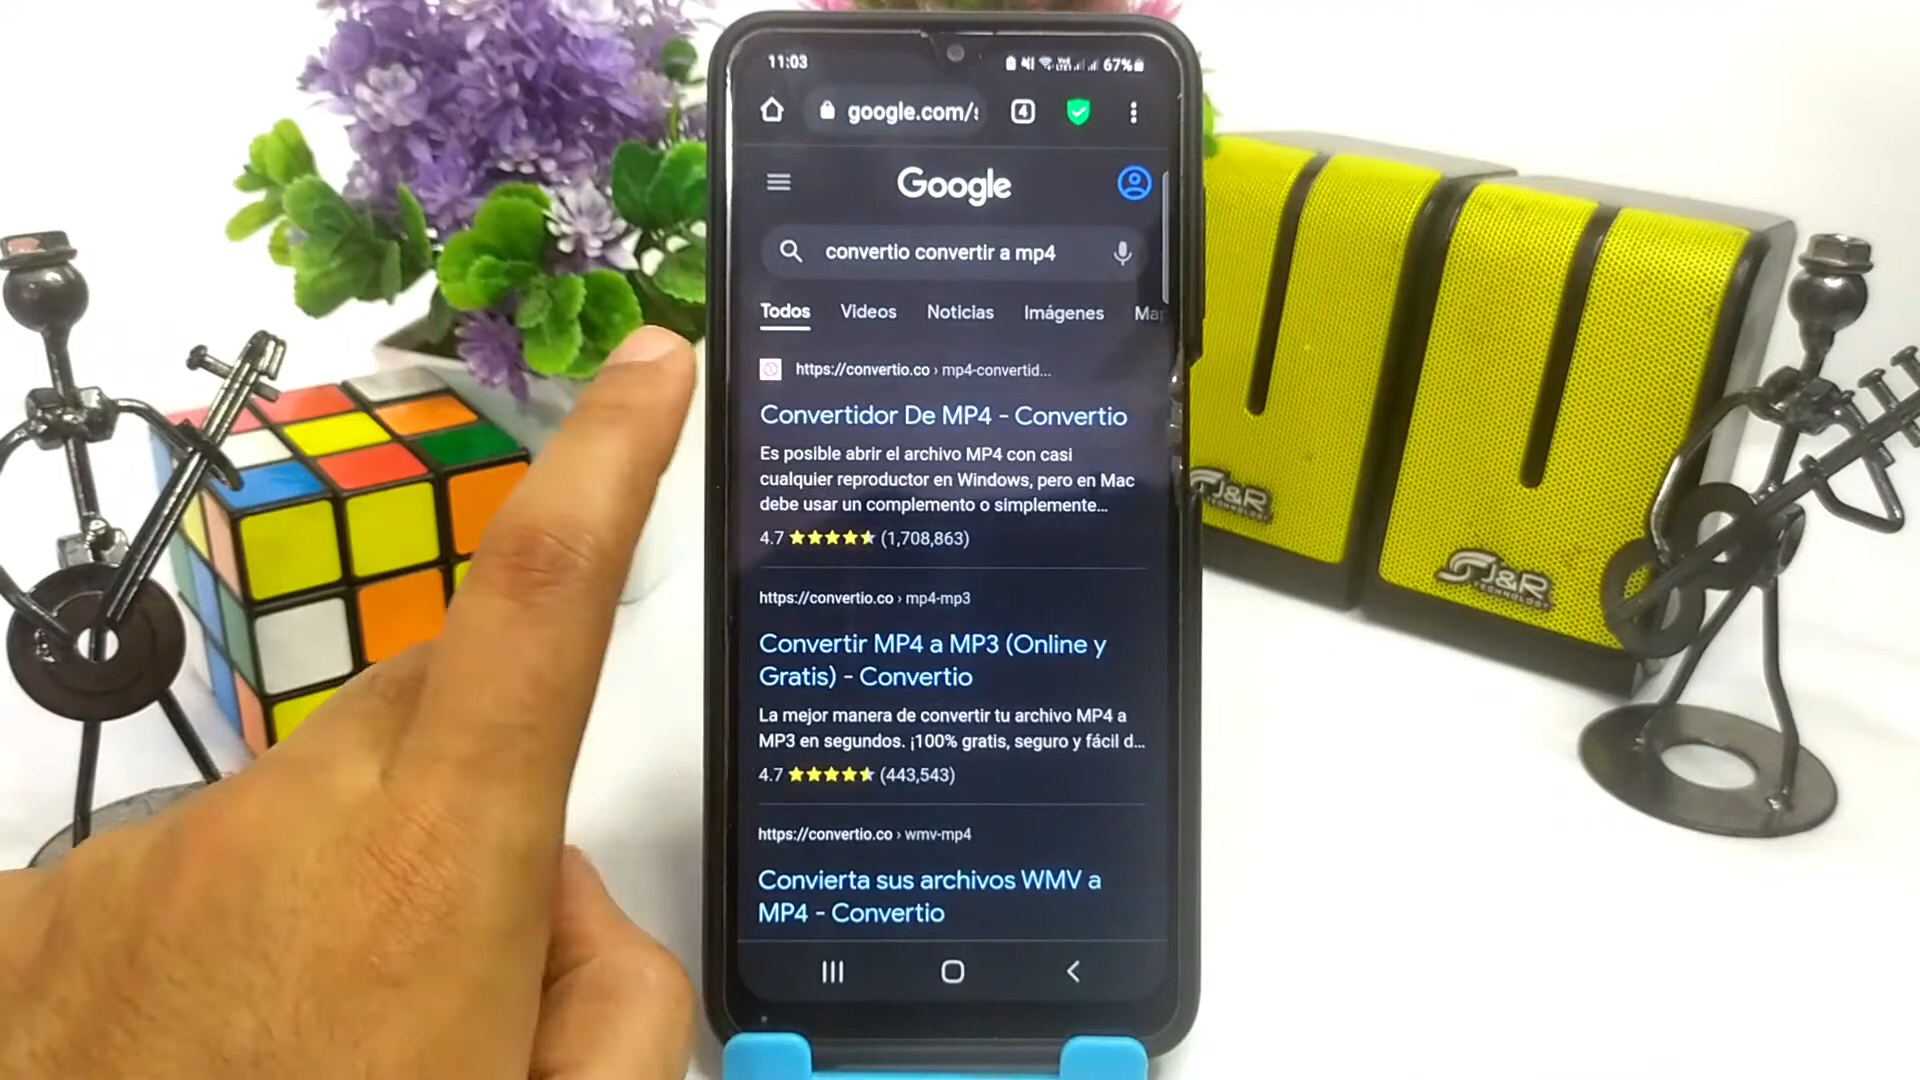 11:03
67%
google.com/s
4
Google
convertio convertir a mp4
Todos Videos Noticias Imágenes Ma
https://convertio.co › mp4-convertid...
Convertidor De MP4 - Convertio
Es posible abrir el archivo MP4 con casi
cualquier reproductor en Windows, pero en Mac
debe usar un complemento o simplemente...
4.7 (1,708,863)
https://convertio.co › mp4-mp3
Convertir MP4 a MP3 (Online y
Gratis) - Convertio
La mejor manera de convertir tu archivo MP4 a
MP3 en segundos. ¡100% gratis, seguro y fácil d...
4.7 (443,543)
https://convertio.co › wmv-mp4
Convierta sus archivos WMV a
MP4 - Convertio
J&R
TECHNOLOGY
J&R
TECHNOLOGY